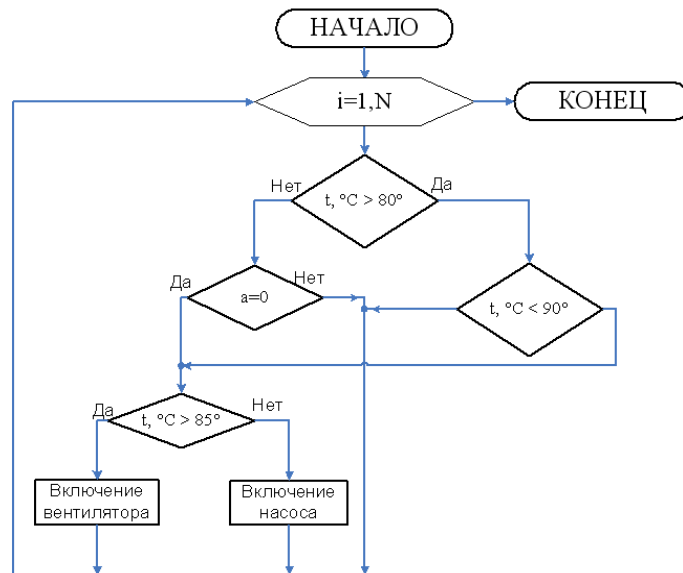 НАЧАЛО
i=1,N
КОНЕЦ
Нет
Да
t, °C > 80°
Да
Нет
a=0
t, °C < 90°
Да
Нет
t, °C > 85°
Включение
вентилятора
Включение
насоса